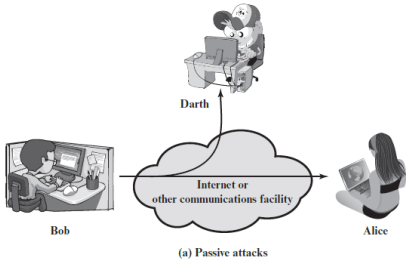 Darth
Internet or
other communications facility
Bob
Alice
(a) Passive attacks